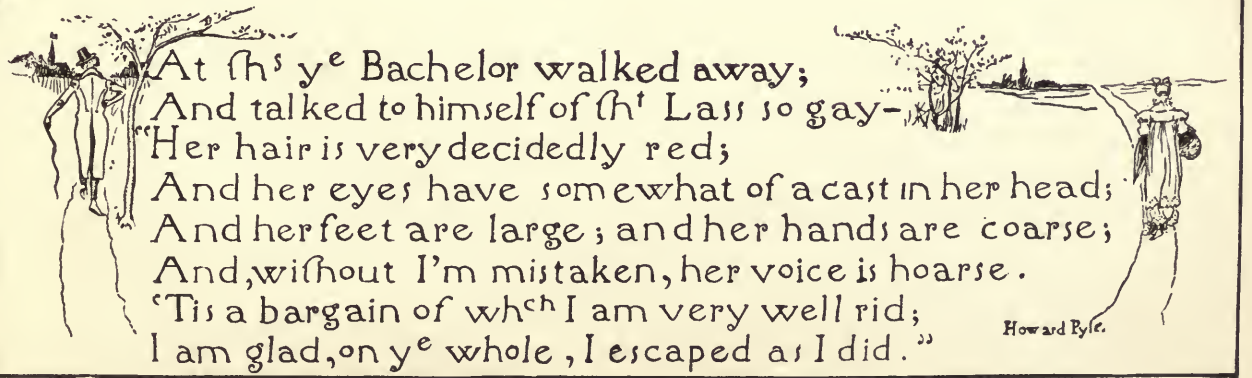 At ths ye Bachelor walked away;
And talked to himself of tht Lass so gay-
"Her hair is very decidedly red;
And her eyes have somewhat of a cast in her head;
And her feet are large; and her hands are coarse;
And, without I'm mistaken, her voice is hoarse.
'Tis a bargain of whch I am very well rid;
I am glad, on ye whole, I escaped as I did."
Howard Pyle.